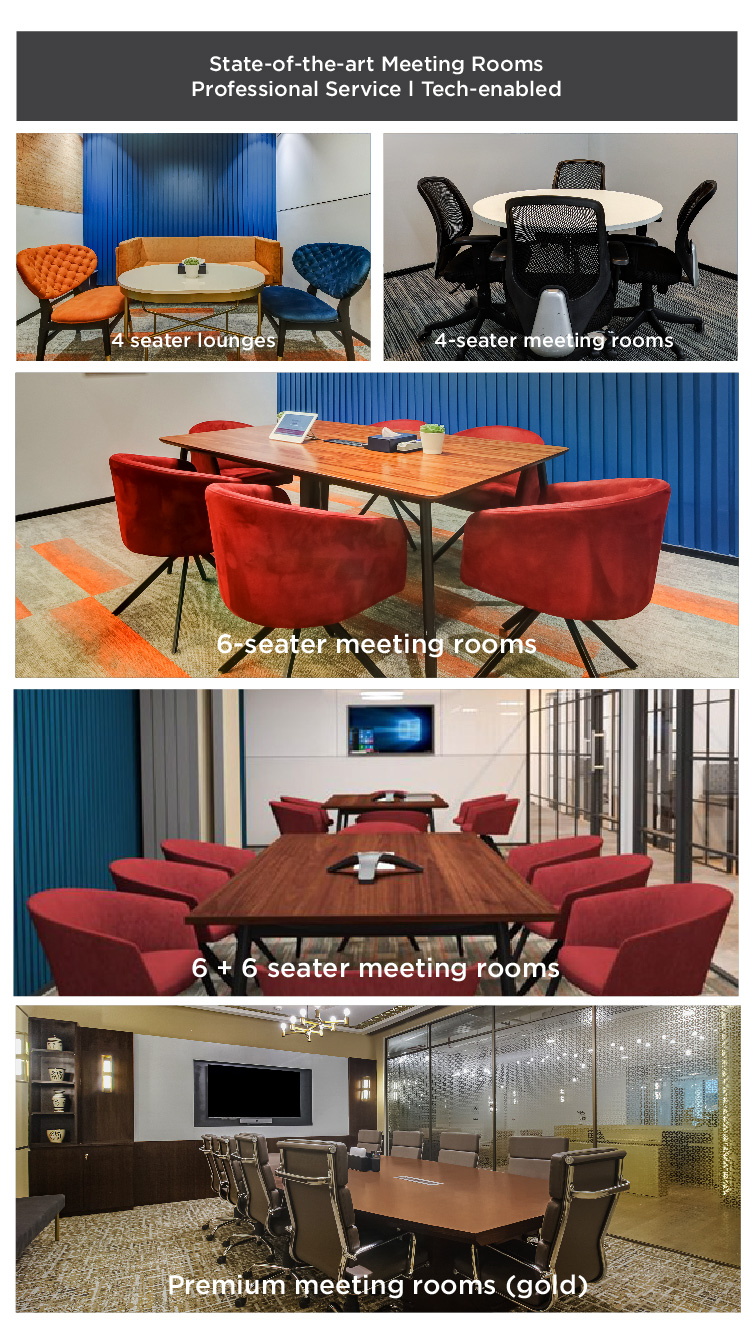 State-of-the-art Meeting Rooms
Professional Service l Tech-enabled
4 seater lounges
4-seater meeting rooms
6-seater meeting rooms
6 + 6 seater meeting rooms
Premium meeting rooms (gold)